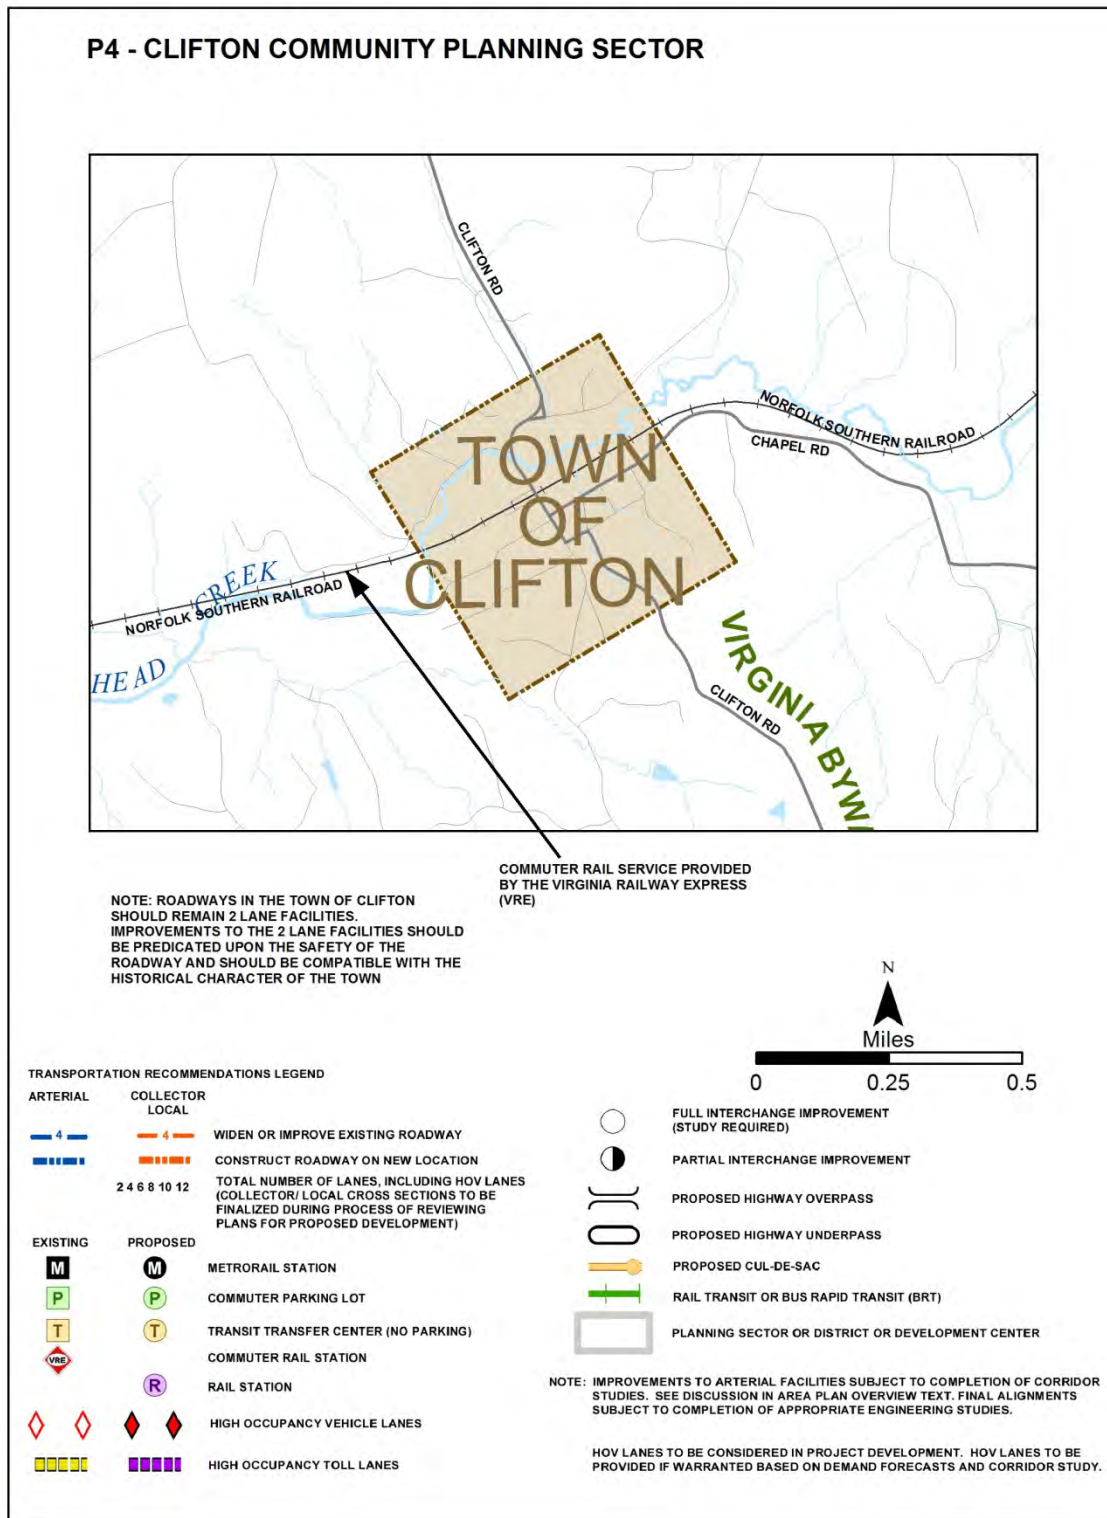 P4 - CLIFTON COMMUNITY PLANNING SECTOR
CLIFTON RD
NORFOLK SOUTHERN RAILROAD
CHAPEL RD
TOWN
OF
CLIFTON
CREEK
NORFOLK SOUTHERN RAILROAD
HEAD
VIRGINIA BYWA
CLIFTON RD
COMMUTER RAIL SERVICE PROVIDED
BY THE VIRGINIA RAILWAY EXPRESS
(VRE)
NOTE: ROADWAYS IN THE TOWN OF CLIFTON
SHOULD REMAIN 2 LANE FACILITIES.
IMPROVEMENTS TO THE 2 LANE FACILITIES SHOULD
BE PREDICATED UPON THE SAFETY OF THE
ROADWAY AND SHOULD BE COMPATIBLE WITH THE
HISTORICAL CHARACTER OF THE TOWN
N
Miles
0 0.25 0.5
TRANSPORTATION RECOMMENDATIONS LEGEND
ARTERIAL COLLECTOR
LOCAL
4 4 WIDEN OR IMPROVE EXISTING ROADWAY
CONSTRUCT ROADWAY ON NEW LOCATION
2 4 6 8 10 12 TOTAL NUMBER OF LANES, INCLUDING HOV LANES
(COLLECTOR/ LOCAL CROSS SECTIONS TO BE
FINALIZED DURING PROCESS OF REVIEWING
PLANS FOR PROPOSED DEVELOPMENT)
EXISTING PROPOSED
M M METRORAIL STATION
P P COMMUTER PARKING LOT
T T TRANSIT TRANSFER CENTER (NO PARKING)
VRE COMMUTER RAIL STATION
R RAIL STATION
HIGH OCCUPANCY VEHICLE LANES
HIGH OCCUPANCY TOLL LANES
FULL INTERCHANGE IMPROVEMENT
(STUDY REQUIRED)
PARTIAL INTERCHANGE IMPROVEMENT
PROPOSED HIGHWAY OVERPASS
PROPOSED HIGHWAY UNDERPASS
PROPOSED CUL-DE-SAC
RAIL TRANSIT OR BUS RAPID TRANSIT (BRT)
PLANNING SECTOR OR DISTRICT OR DEVELOPMENT CENTER
NOTE: IMPROVEMENTS TO ARTERIAL FACILITIES SUBJECT TO COMPLETION OF CORRIDOR
STUDIES. SEE DISCUSSION IN AREA PLAN OVERVIEW TEXT. FINAL ALIGNMENTS
SUBJECT TO COMPLETION OF APPROPRIATE ENGINEERING STUDIES.
HOV LANES TO BE CONSIDERED IN PROJECT DEVELOPMENT. HOV LANES TO BE
PROVIDED IF WARRANTED BASED ON DEMAND FORECASTS AND CORRIDOR STUDY.